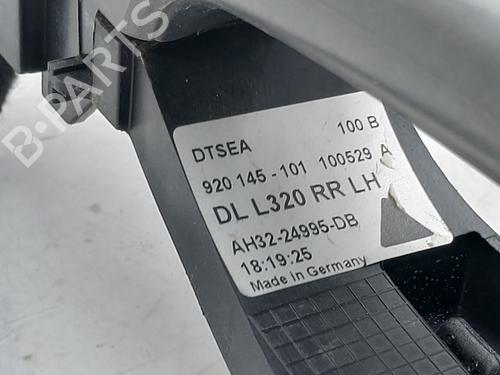 B-PARTS
DTSEA 100 B
920 145-101 100529 A
DL L320 RR LH
AH32-24995-DB
18:19:25
Made in Germany